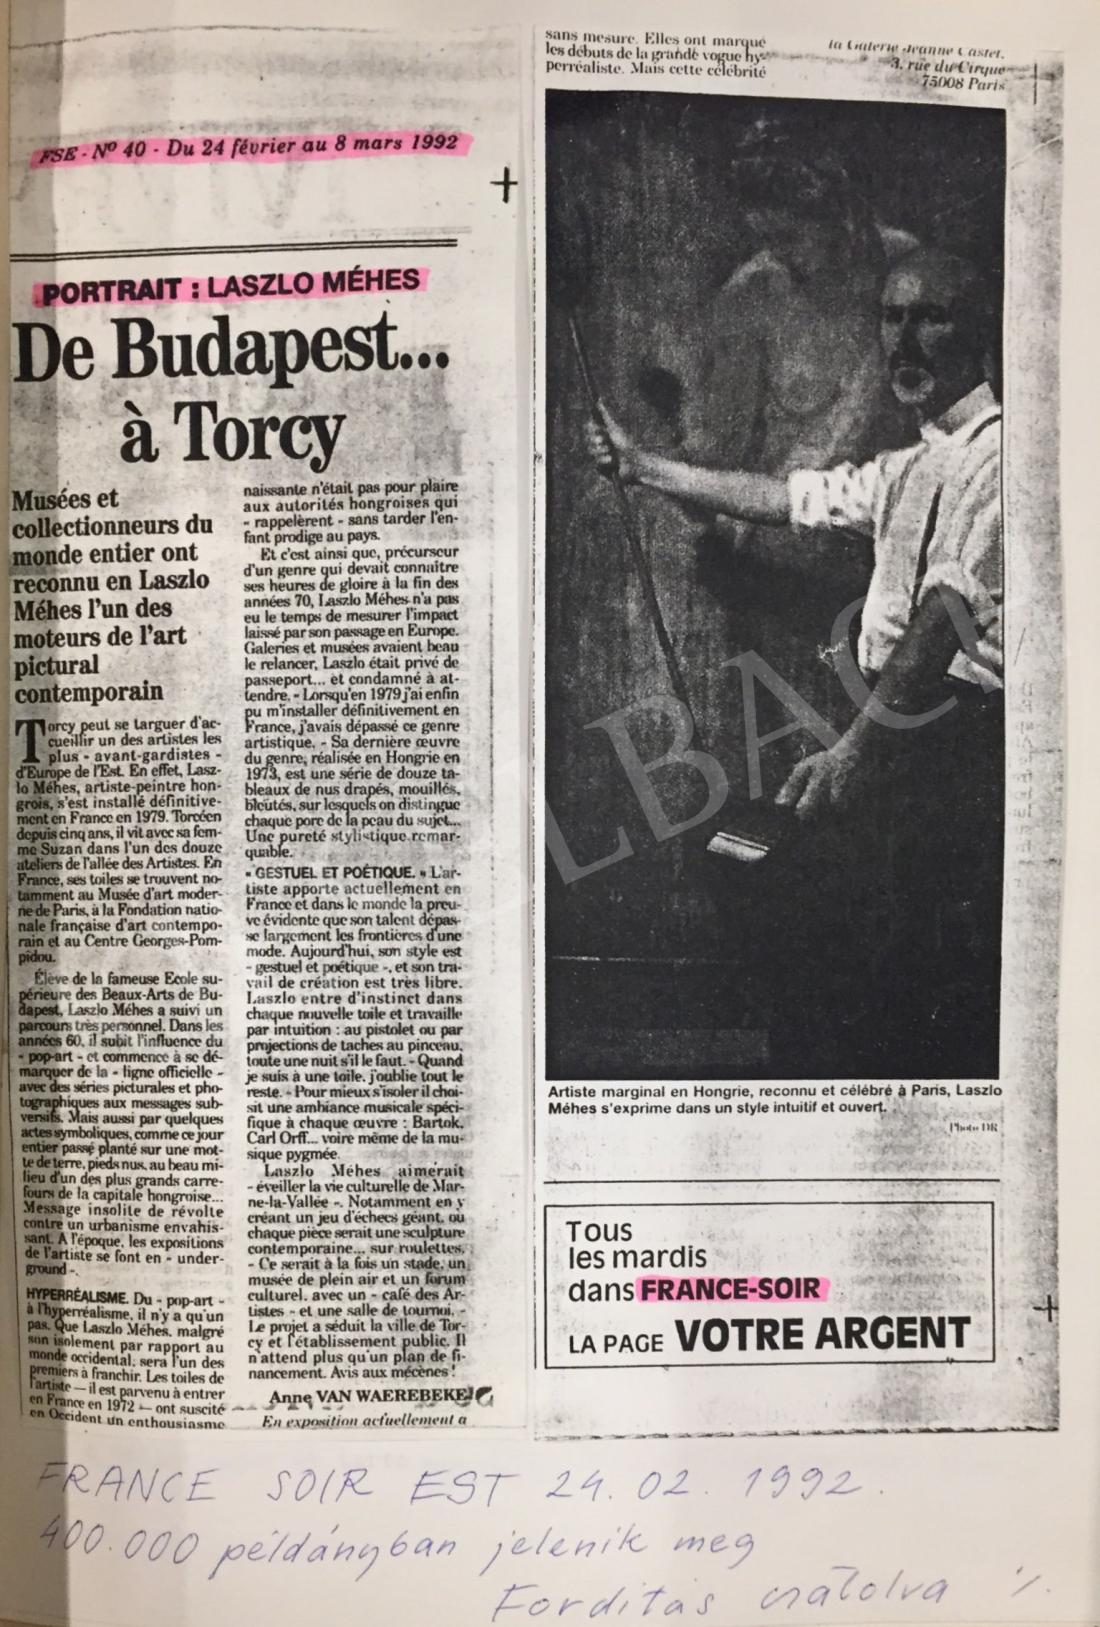 FSE - Nº 40 - Du 24 février au 8 mars 1992
PORTRAIT : LASZLO MÉHES
De Budapest...
à Torcy
Musées et
collectionneurs du
monde entier ont
reconnu en Laszlo
Méhes l'un des
moteurs de l'art
pictural
contemporain
Torcy peut se targuer d'ac-
cueillir un des artistes les
plus « avant-gardistes »
d'Europe de l'Est. En effet, Lasz-
lo Méhes, artiste-peintre hon-
grois, s'est installé définitive-
ment en France en 1979. Torcéen
depuis cinq ans, il vit avec sa fem-
me Suzan dans l'un des douze
ateliers de l'allée des Artistes. En
France, ses toiles se trouvent no-
tamment au Musée d'art moder-
ne de Paris, à la Fondation natio-
nale française d'art contempo-
rain et au Centre Georges-Pom-
pidou.
Élève de la fameuse Ecole su-
périeure des Beaux-Arts de Bu-
dapest, Laszlo Méhes a suivi un
parcours très personnel. Dans les
années 60, il subit l'influence du
« pop-art » et commence à se dé-
marquer de la « ligne officielle »
avec des séries picturales et pho-
tographiques aux messages sub-
versifs. Mais aussi par quelques
actes symboliques, comme ce jour
entier passé planté sur une mot-
te de terre, pieds nus, au beau mi-
lieu d'un des plus grands carre-
fours de la capitale hongroise...
Message insolite de révolte
contre un urbanisme envahis-
sant. A l'époque, les expositions
de l'artiste se font en « under-
ground ».
HYPERRÉALISME. Du « pop-art »
à l'hyperréalisme, il n'y a qu'un
pas. Que Laszlo Méhes, malgré
son isolement par rapport au
monde occidental, sera l'un des
premiers à franchir. Les toiles de
l'artiste — il est parvenu à entrer
en France en 1972 — ont suscité
en Occident un enthousiasme
naissante n'était pas pour plaire
aux autorités hongroises qui
« rappelèrent » sans tarder l'en-
fant prodige au pays.
Et c'est ainsi que, précurseur
d'un genre qui devait connaître
ses heures de gloire à la fin des
années 70, Laszlo Méhes n'a pas
eu le temps de mesurer l'impact
laissé par son passage en Europe.
Galeries et musées avaient beau
le relancer, Laszlo était privé de
passeport... et condamné à at-
tendre. « Lorsqu'en 1979 j'ai enfin
pu m'installer définitivement en
France, j'avais dépassé ce genre
artistique. » Sa dernière œuvre
du genre, réalisée en Hongrie en
1973, est une série de douze ta-
bleaux de nus drapés, mouillés,
bleutés, sur lesquels on distingue
chaque pore de la peau du sujet...
Une pureté stylistique remar-
quable.
« GESTUEL ET POÉTIQUE. » L'ar-
tiste apporte actuellement en
France et dans le monde la preu-
ve évidente que son talent dépas-
se largement les frontières d'une
mode. Aujourd'hui, son style est
« gestuel et poétique », et son tra-
vail de création est très libre.
Laszlo entre d'instinct dans
chaque nouvelle toile et travaille
par intuition : au pistolet ou par
projections de taches au pinceau,
toute une nuit s'il le faut. « Quand
je suis à une toile, j'oublie tout le
reste. » Pour mieux s'isoler il choi-
sit une ambiance musicale spéci-
fique à chaque œuvre : Bartok,
Carl Orff... voire même de la mu-
sique pygmée.
Laszlo Méhes aimerait
« éveiller la vie culturelle de Mar-
ne-la-Vallée ». Notamment en y
créant un jeu d'échecs géant, ou
chaque pièce serait une sculpture
contemporaine... sur roulettes.
« Ce serait à la fois un stade, un
musée de plein air et un forum
culturel, avec un « café des Ar-
tistes » et une salle de tournoi. »
Le projet a séduit la ville de Tor-
cy et l'établissement public. Il
n'attend plus qu'un plan de fi-
nancement. Avis aux mécènes !
Anne VAN WAEREBEKE
En exposition actuellement a
sans mesure. Elles ont marqué
les débuts de la grande vogue hy-
perréaliste. Mais cette célébrité
la Galerie Jeanne Castel,
3, rue du Cirque
75008 Paris
Artiste marginal en Hongrie, reconnu et célébré à Paris, Laszlo
Méhes s'exprime dans un style intuitif et ouvert.
Photo DR
Tous
les mardis
dans FRANCE-SOIR
LA PAGE VOTRE ARGENT
FRANCE SOIR EST 24. 02. 1992.
400.000 példányban jelenik meg
Forditás csatolva ./.